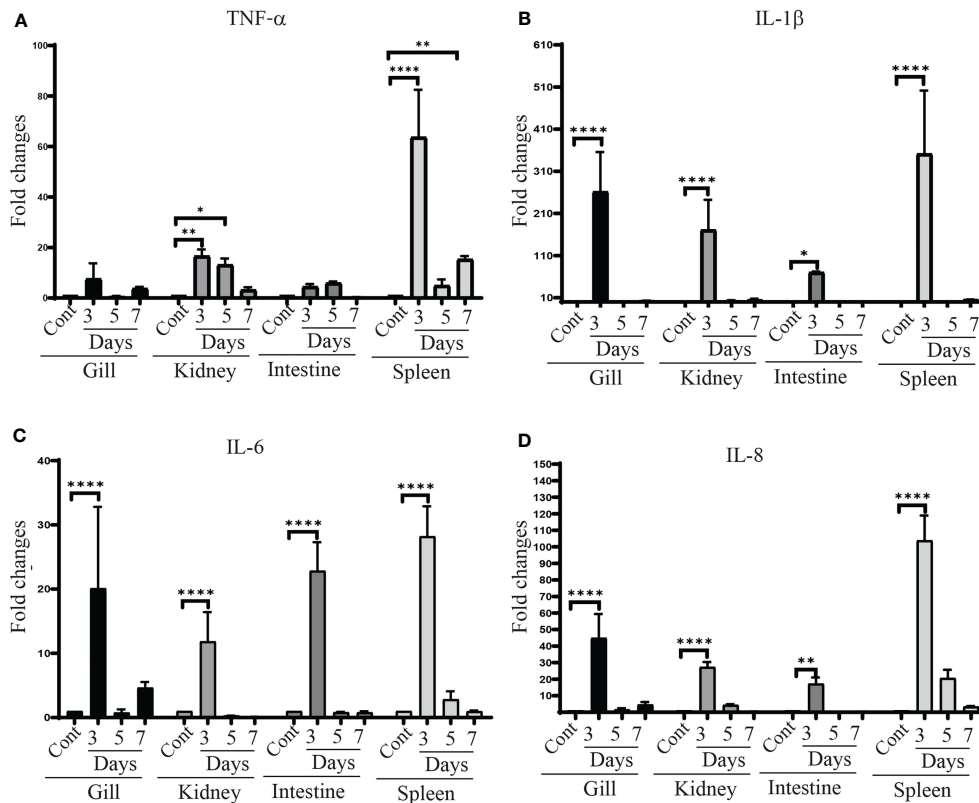 A
TNF-α
Fold changes
100
80
60
40
20
0
**
****
*
**
Cont 3 5 7 Cont 3 5 7 Cont 3 5 7 Cont 3 5 7
Days Days Days Days
Gill Kidney Intestine Spleen
B
IL-1β
Fold changes
610
510
410
310
210
110
10
****
****
****
*
Cont 3 5 7 Cont 3 5 7 Cont 3 5 7 Cont 3 5 7
Days Days Days Days
Gill Kidney Intestine Spleen
C
IL-6
Fold changes
40
30
20
10
0
**** **** **** ****
Cont 3 5 7 Cont 3 5 7 Cont 3 5 7 Cont 3 5 7
Days Days Days Days
Gill Kidney Intestine Spleen
D
IL-8
Fold changes
150
140
130
120
110
100
90
80
70
60
50
40
30
20
10
**** **** ** ****
Cont 3 5 7 Cont 3 5 7 Cont 3 5 7 Cont 3 5 7
Days Days Days Days
Gill Kidney Intestine Spleen